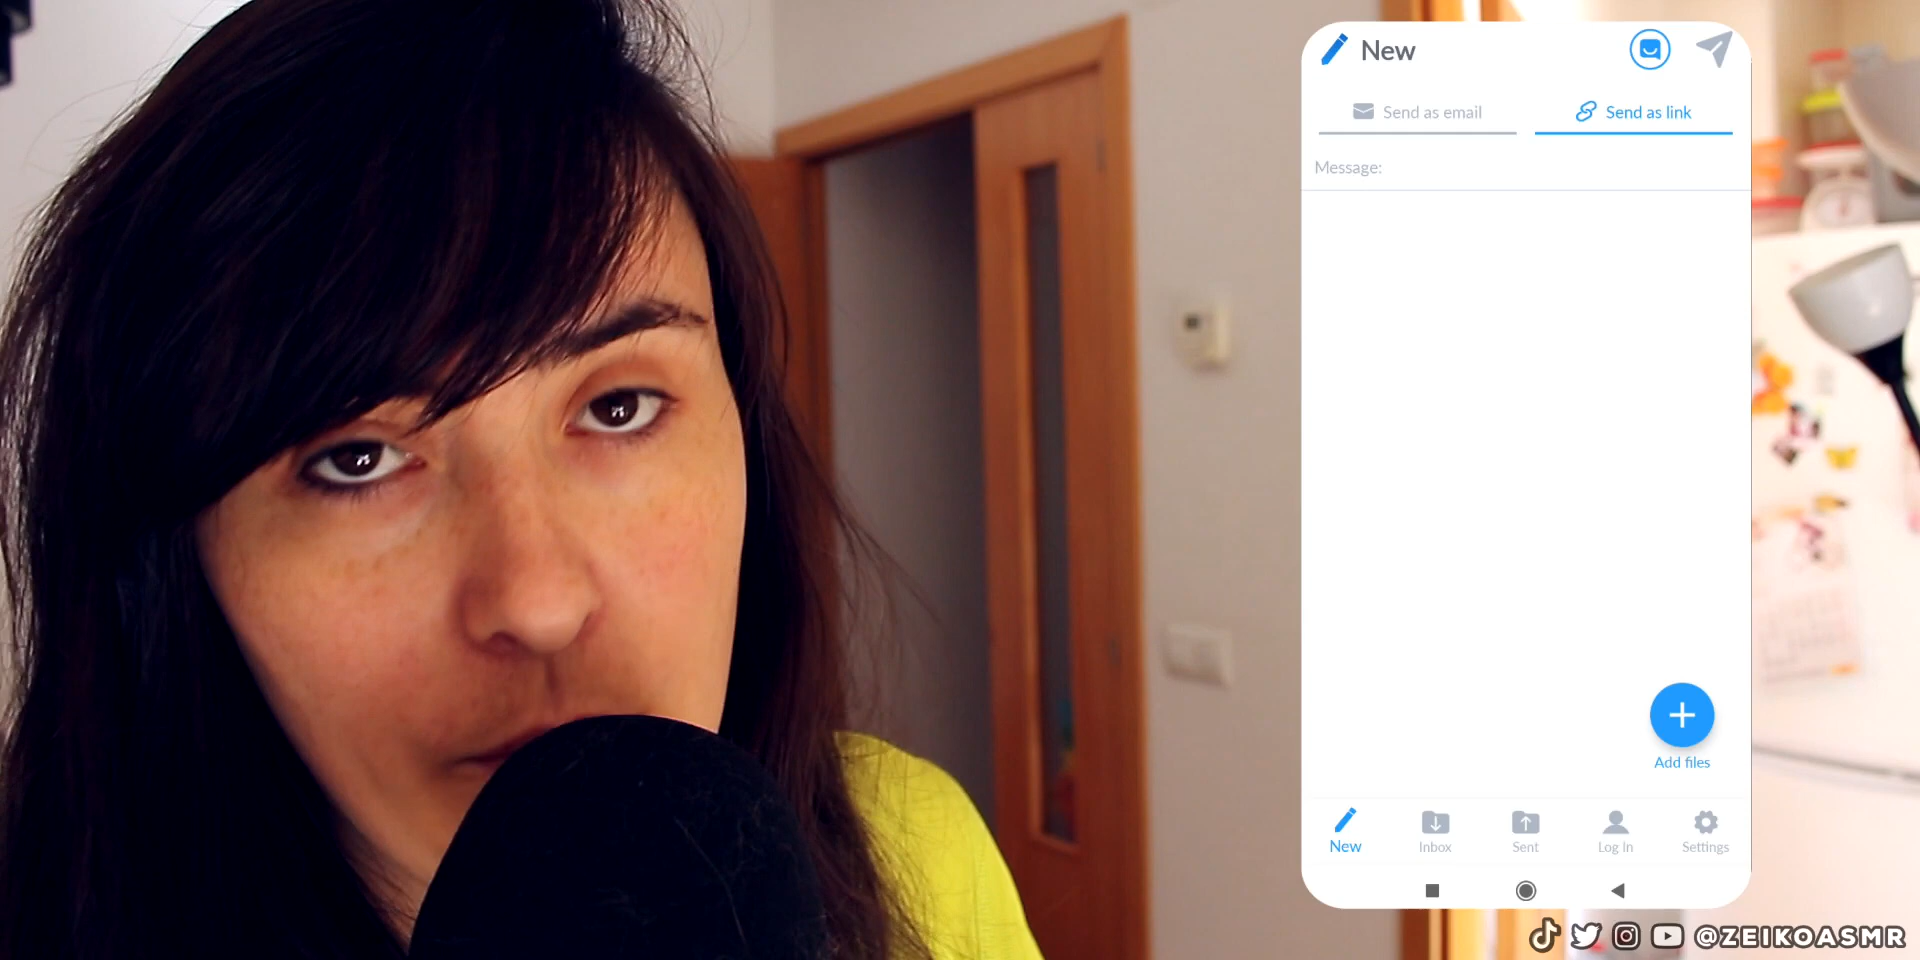 New
Send as email
Send as link
Message:
Add files
New
Inbox
Sent
Log In
Settings
@ZEIKOASMR